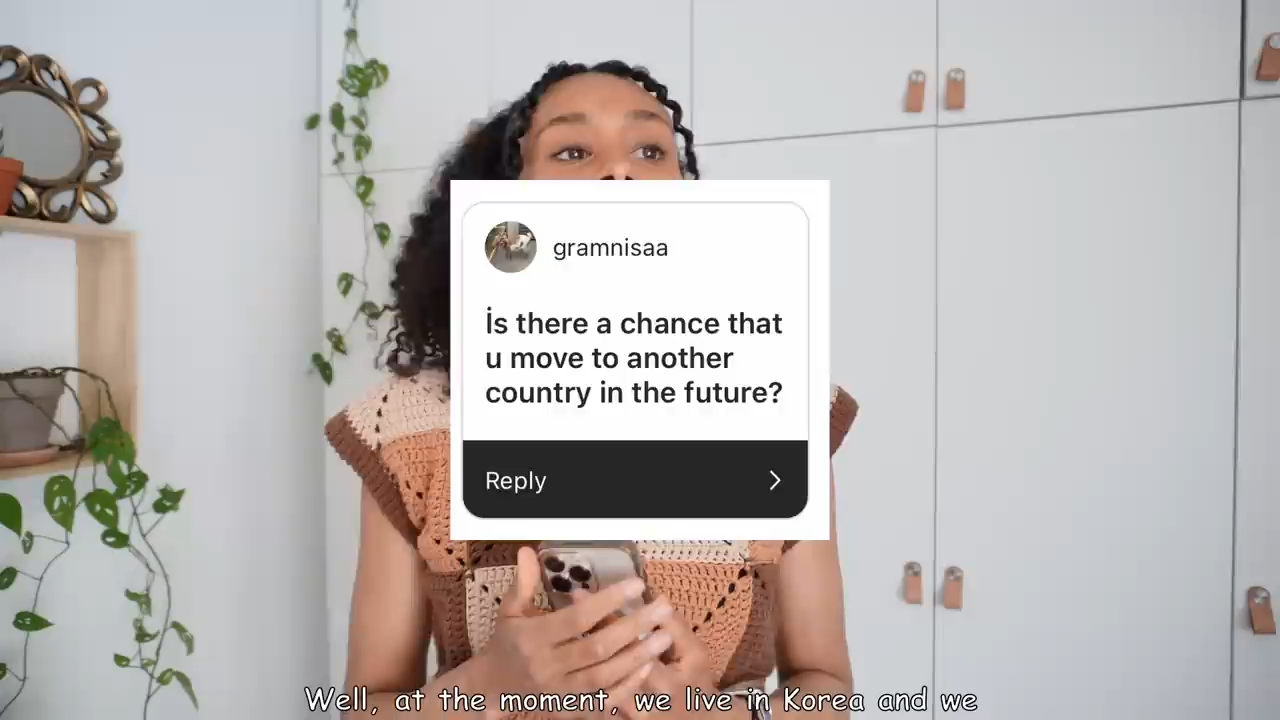 gramnisaa
İs there a chance that
u move to another
country in the future?
Reply
Well, at the moment, we live in Korea and we